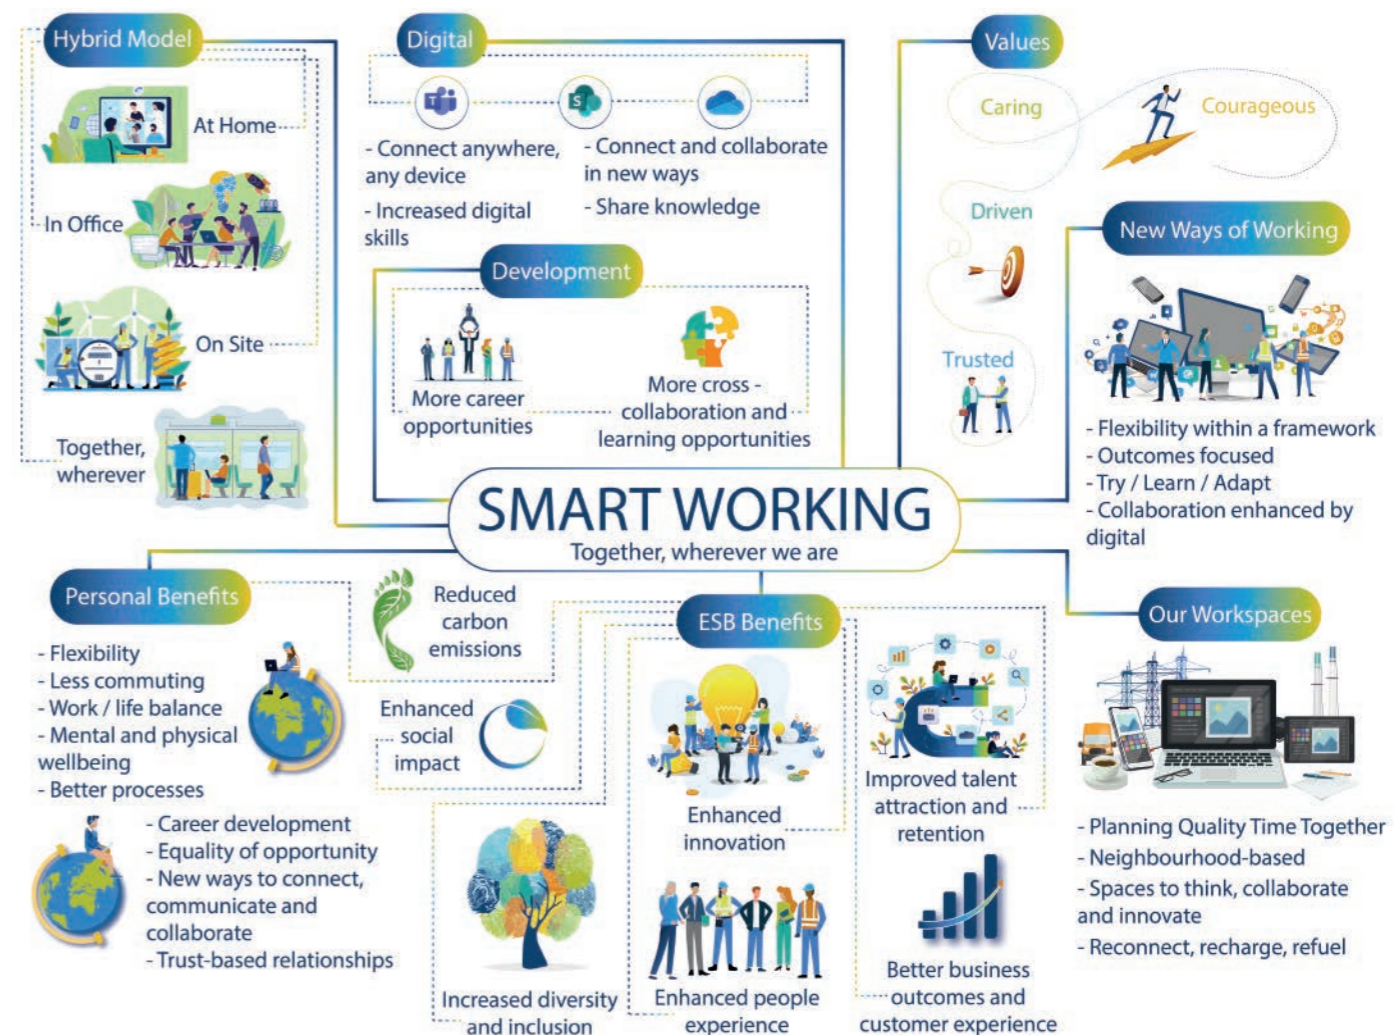 Hybrid Model
At Home
In Office
On Site
Together,
wherever
Digital
T
S
- Connect anywhere,
any device
- Increased digital
skills
- Connect and collaborate
in new ways
- Share knowledge
Development
More career
opportunities
More cross -
collaboration and
learning opportunities
Values
Caring
Courageous
Driven
Trusted
New Ways of Working
- Flexibility within a framework
- Outcomes focused
- Try / Learn / Adapt
- Collaboration enhanced by
digital
SMART WORKING
Together, wherever we are
Personal Benefits
- Flexibility
- Less commuting
- Work / life balance
- Mental and physical
wellbeing
- Better processes
- Career development
- Equality of opportunity
- New ways to connect,
communicate and
collaborate
- Trust-based relationships
Reduced
carbon
emissions
Enhanced
social
impact
Increased diversity
and inclusion
ESB Benefits
Enhanced
innovation
Enhanced people
experience
Improved talent
attraction and
retention
Better business
outcomes and
customer experience
Our Workspaces
- Planning Quality Time Together
- Neighbourhood-based
- Spaces to think, collaborate
and innovate
- Reconnect, recharge, refuel